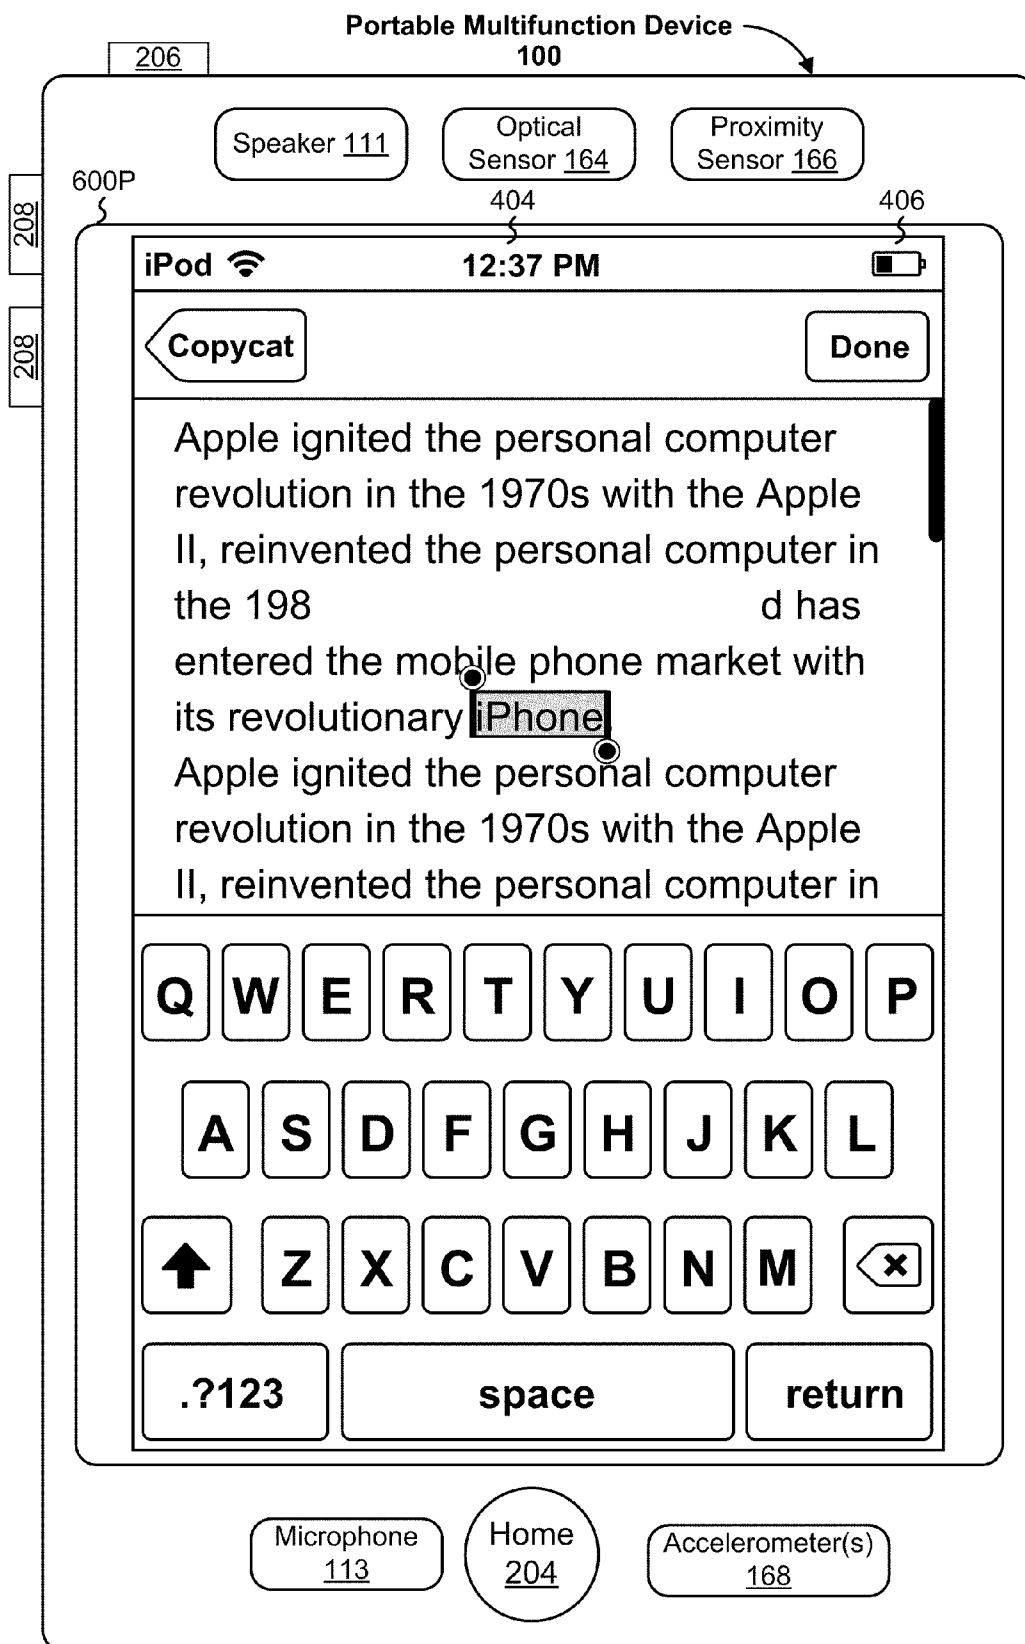 Portable Multifunction Device
100
206
Speaker 111
Optical
Sensor 164
Proximity
Sensor 166
600P
404
406
208
208
iPod
12:37 PM
Copycat
Done
Apple ignited the personal computer
revolution in the 1970s with the Apple
II, reinvented the personal computer in
the 198 d has
entered the mobile phone market with
its revolutionary iPhone.
Apple ignited the personal computer
revolution in the 1970s with the Apple
II, reinvented the personal computer in
Q W E R T Y U I O P
A S D F G H J K L
Z X C V B N M
.?123 space return
Microphone
113
Home
204
Accelerometer(s)
168